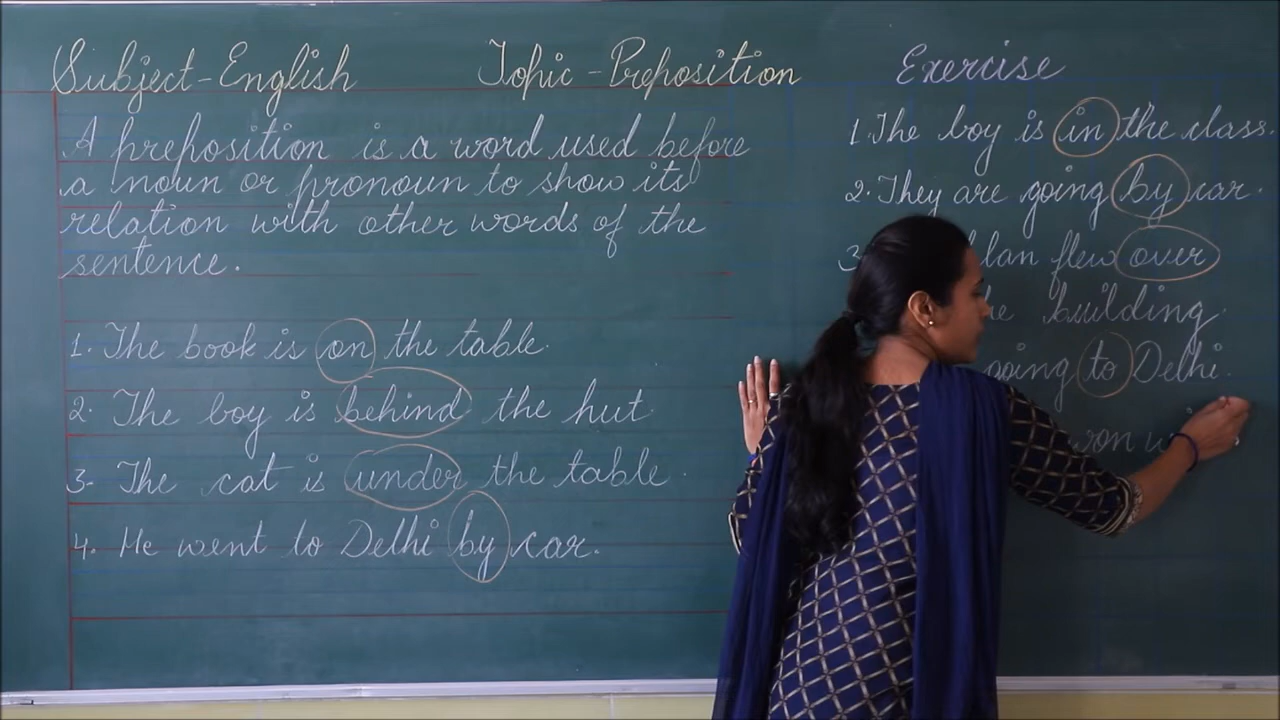 Subject-English
Topic-Preposition
Exercise
A preposition is a word used before
a noun or pronoun to show its
relation with other words of the
sentence.
1. The book is on the table.
2. The boy is behind the hut
3. The cat is under the table.
4. He went to Delhi by car.
1. The boy is in the class.
2. They are going by car.
3. flew over
building.
going to Delhi.